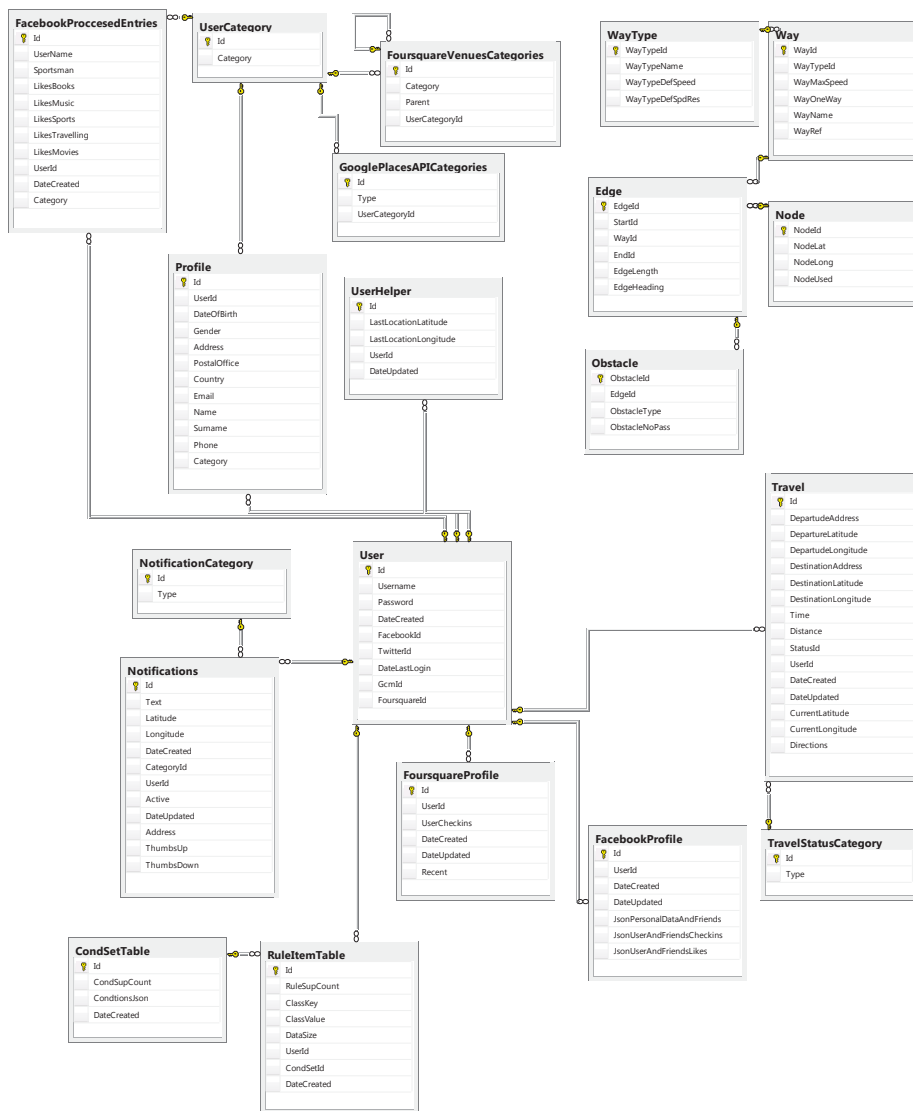 FacebookProccesedEntries
Id
UserName
Sportsman
LikesBooks
LikesMusic
LikesSports
LikesTravelling
LikesMovies
UserId
DateCreated
Category
UserCategory
Id
Category
FoursquareVenuesCategories
Id
Category
Parent
UserCategoryId
GooglePlacesAPICategories
Id
Type
UserCategoryId
WayType
WayTypeId
WayTypeName
WayTypeDefSpeed
WayTypeDefSpdRes
Way
WayId
WayTypeId
WayMaxSpeed
WayOneWay
WayName
WayRef
Edge
EdgeId
StartId
WayId
EndId
EdgeLength
EdgeHeading
Node
NodeId
NodeLat
NodeLong
NodeUsed
Profile
Id
UserId
DateOfBirth
Gender
Address
PostalOffice
Country
Email
Name
Surname
Phone
Category
UserHelper
Id
LastLocationLatitude
LastLocationLongitude
UserId
DateUpdated
Obstacle
ObstacleId
EdgeId
ObstacleType
ObstacleNoPass
Travel
Id
DepartudeAddress
DepartureLatitude
DepartudeLongitude
DestinationAddress
DestinationLatitude
DestinationLongitude
Time
Distance
StatusId
UserId
DateCreated
DateUpdated
CurrentLatitude
CurrentLongitude
Directions
NotificationCategory
Id
Type
User
Id
Username
Password
DateCreated
FacebookId
TwitterId
DateLastLogin
GcmId
FoursquareId
Notifications
Id
Text
Latitude
Longitude
DateCreated
CategoryId
UserId
Active
DateUpdated
Address
ThumbsUp
ThumbsDown
FoursquareProfile
Id
UserId
UserCheckins
DateCreated
DateUpdated
Recent
FacebookProfile
Id
UserId
DateCreated
DateUpdated
JsonPersonalDataAndFriends
JsonUserAndFriendsCheckins
JsonUserAndFriendsLikes
TravelStatusCategory
Id
Type
CondSetTable
Id
CondSupCount
CondtionsJson
DateCreated
RuleItemTable
Id
RuleSupCount
ClassKey
ClassValue
DataSize
UserId
CondSetId
DateCreated